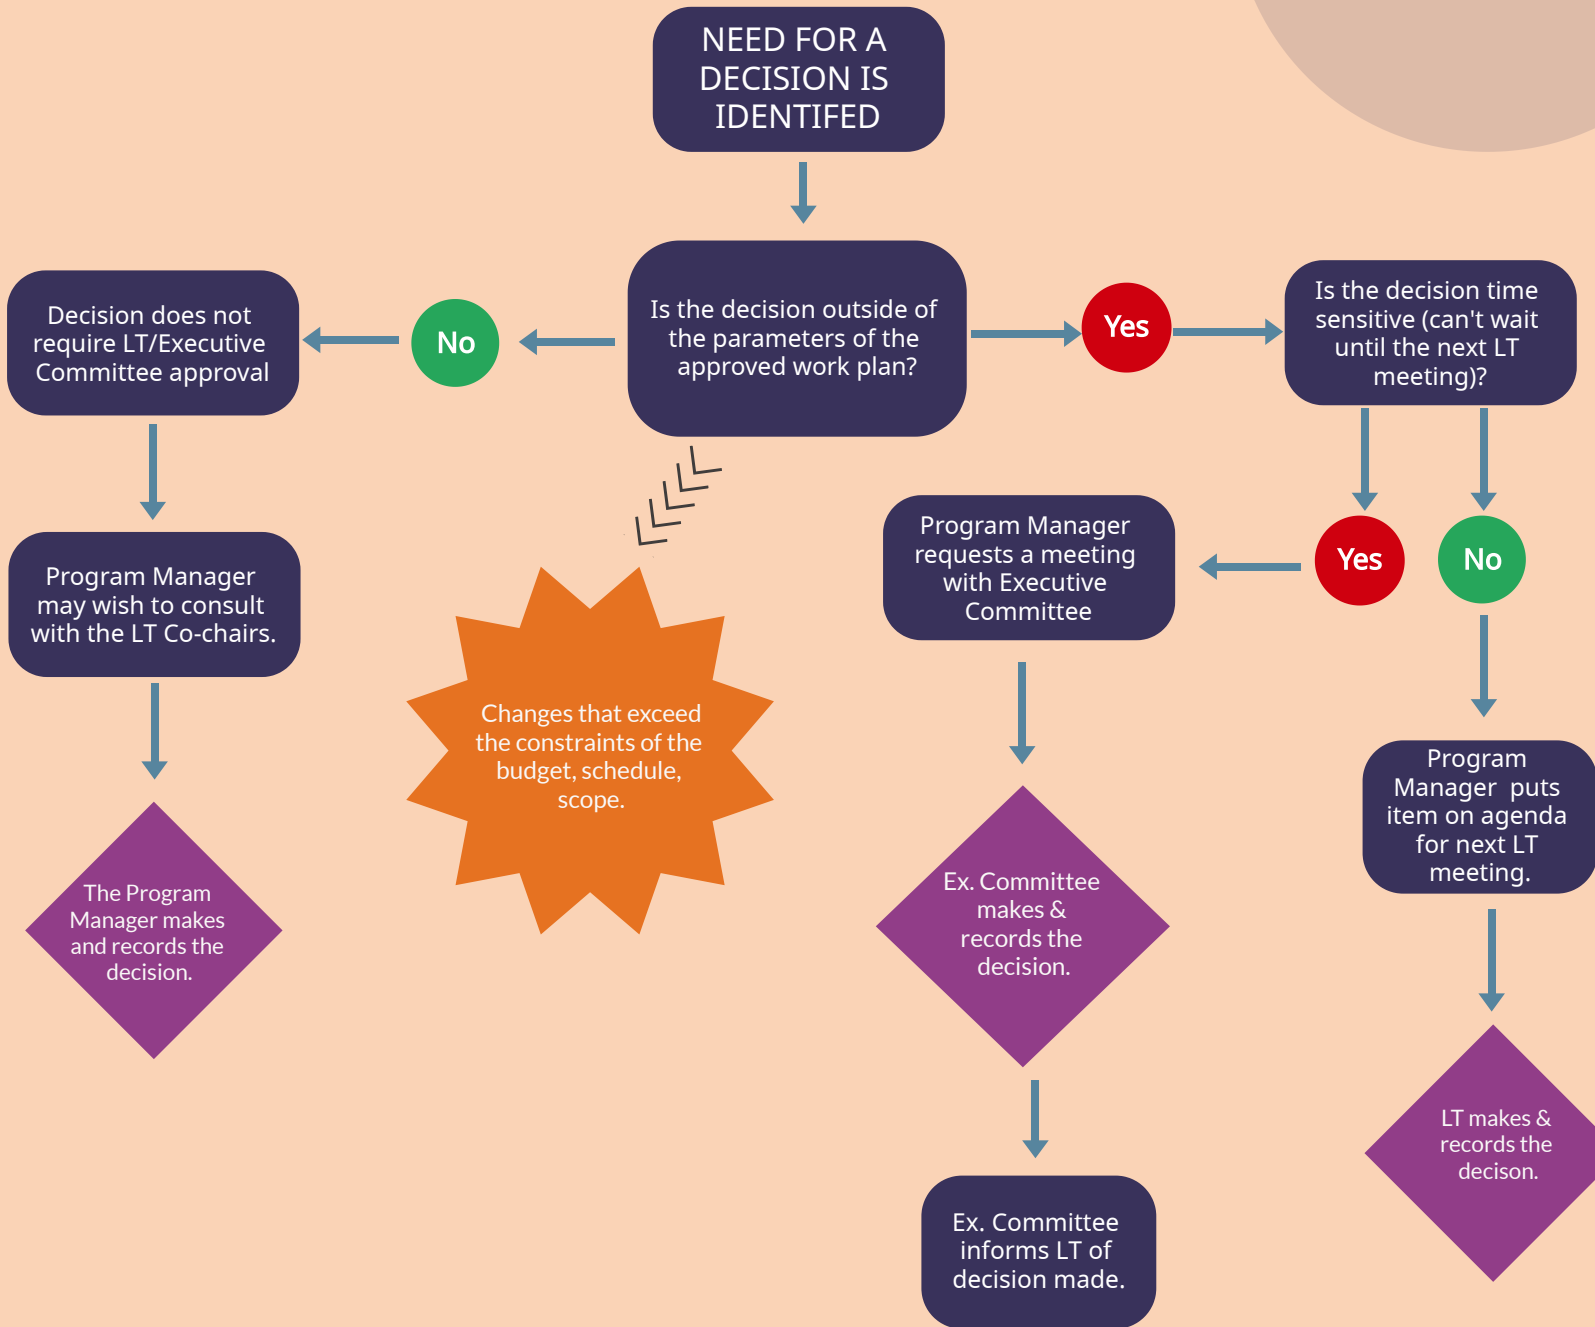 NEED FOR A
DECISION IS
IDENTIFED
Is the decision outside of
the parameters of the
approved work plan?
No
Decision does not
require LT/Executive
Committee approval
Program Manager
may wish to consult
with the LT Co-chairs.
The Program
Manager makes
and records the
decision.
Changes that exceed
the constraints of the
budget, schedule,
scope.
Yes
Is the decision time
sensitive (can't wait
until the next LT
meeting)?
Yes
Program Manager
requests a meeting
with Executive
Committee
Ex. Committee
makes &
records the
decision.
Ex. Committee
informs LT of
decision made.
No
Program
Manager puts
item on agenda
for next LT
meeting.
LT makes &
records the
decison.